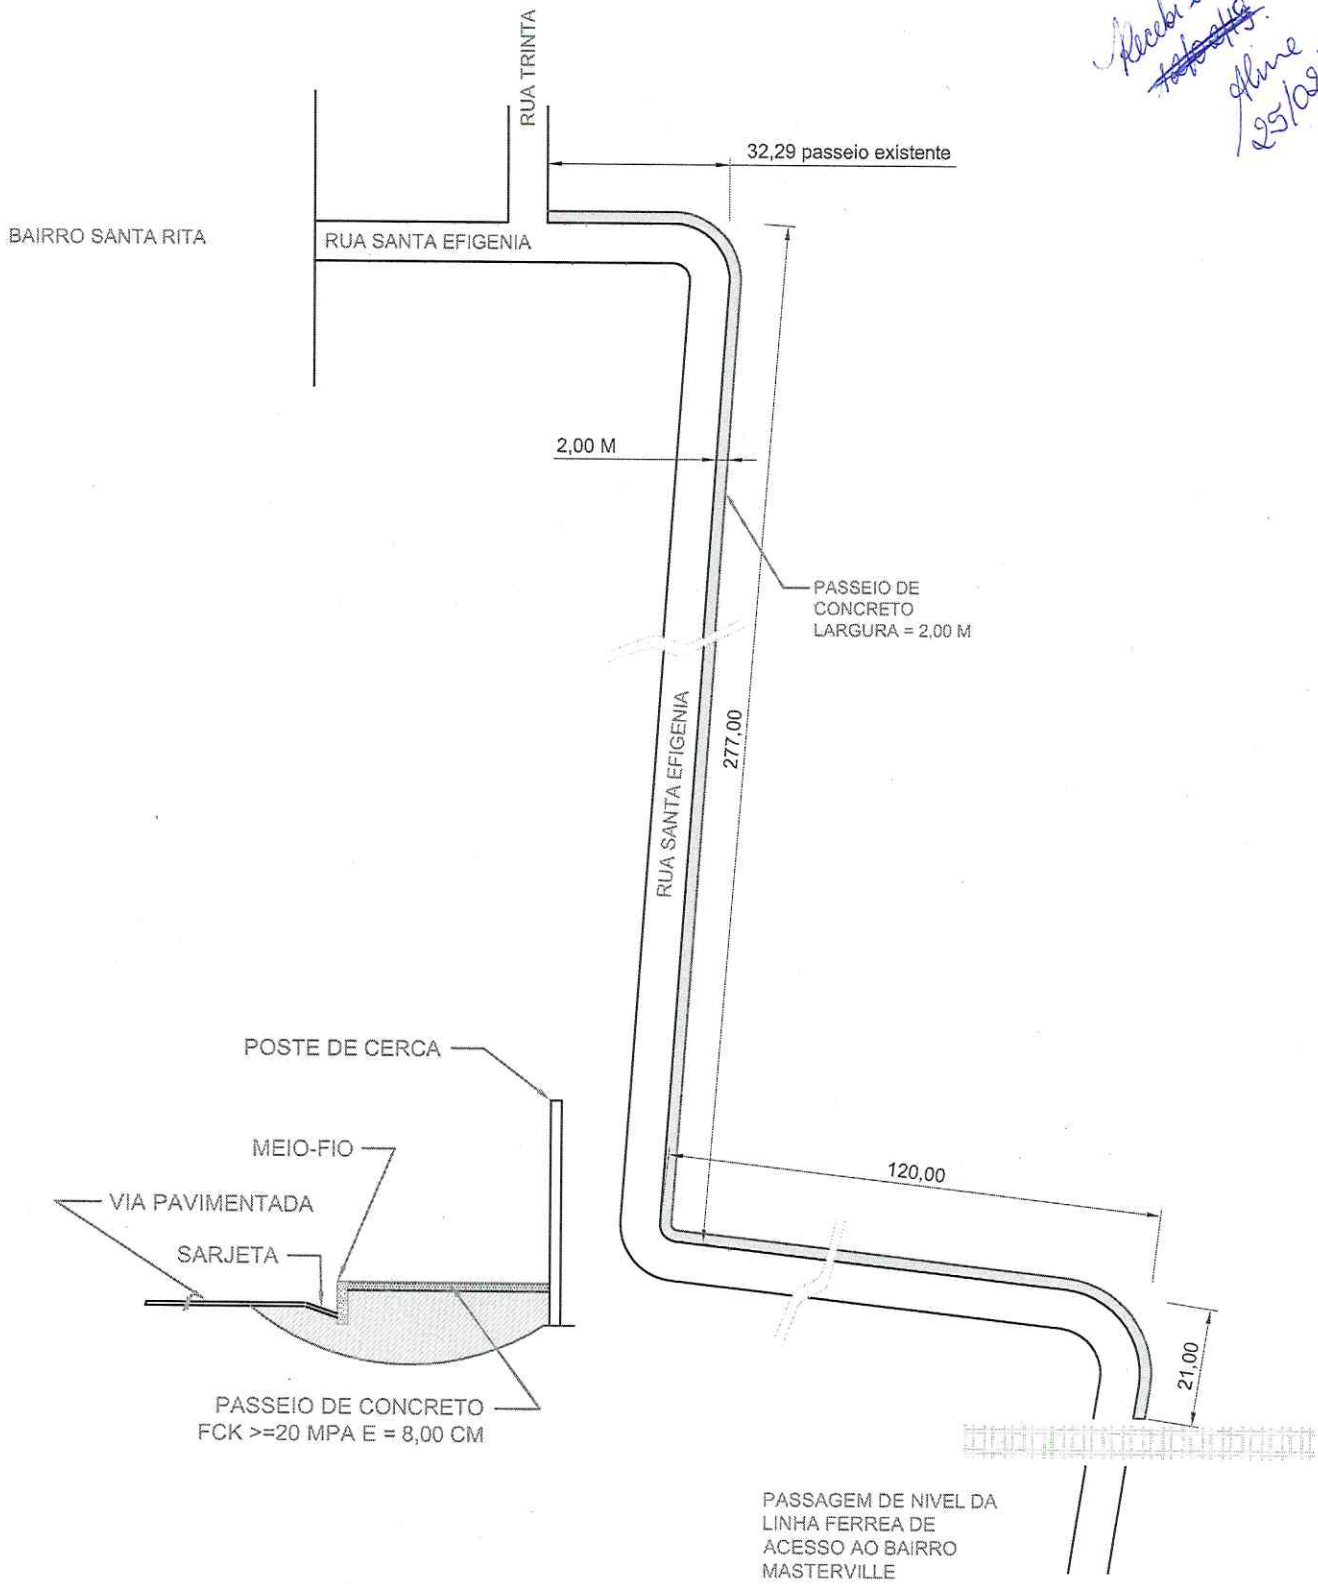 Aline
25/02
RUA TRINTA
32,29 passeio existente
BAIRRO SANTA RITA
RUA SANTA EFIGENIA
2,00 M
PASSEIO DE
CONCRETO
LARGURA = 2,00 M
RUA SANTA EFIGENIA
277,00
POSTE DE CERCA
MEIO-FIO
VIA PAVIMENTADA
SARJETA
120,00
21,00
PASSEIO DE CONCRETO
FCK >=20 MPA E = 8,00 CM
PASSAGEM DE NIVEL DA
LINHA FERREA DE
ACESSO AO BAIRRO
MASTERVILLE